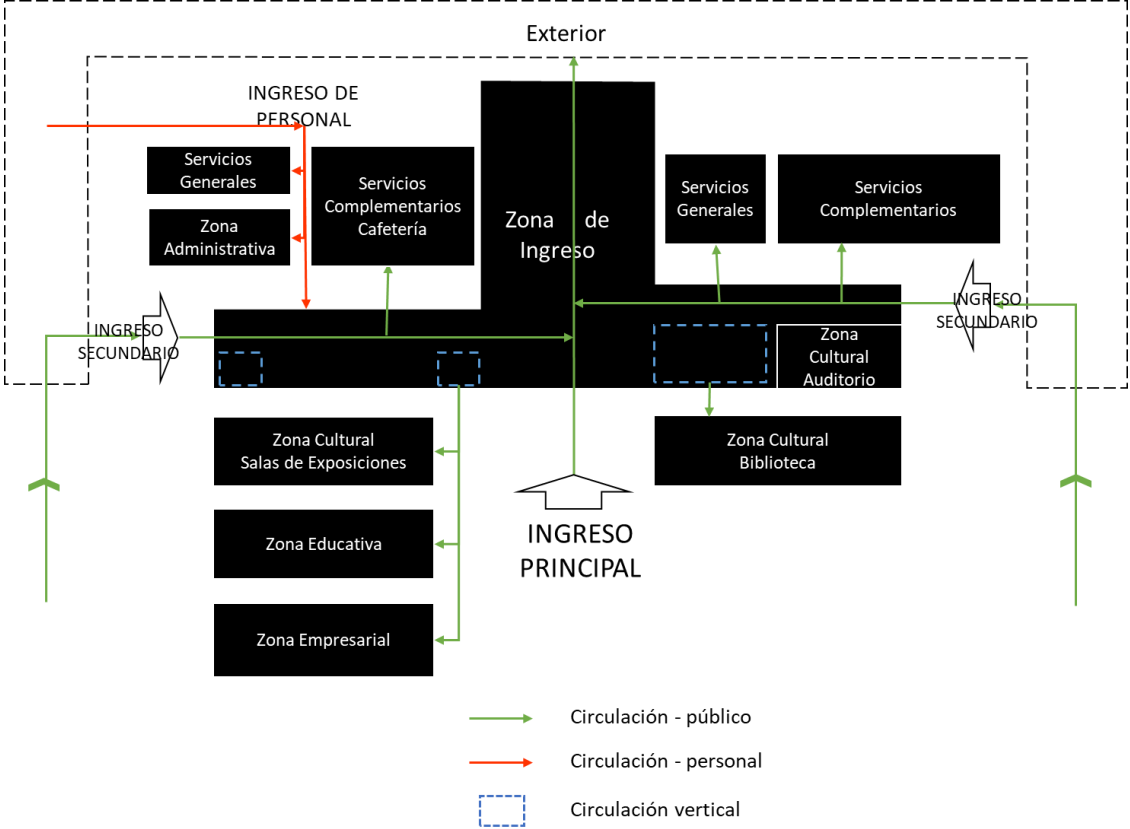 Exterior
INGRESO DE
PERSONAL
Servicios
Generales
Zona
Administrativa
Servicios
Complementarios
Cafetería
Zona de
Ingreso
Servicios
Generales
Servicios
Complementarios
INGRESO
SECUNDARIO
INGRESO
SECUNDARIO
Zona
Cultural
Auditorio
Zona Cultural
Salas de Exposiciones
Zona Cultural
Biblioteca
Zona Educativa
INGRESO
PRINCIPAL
Zona Empresarial
Circulación - público
Circulación - personal
Circulación vertical